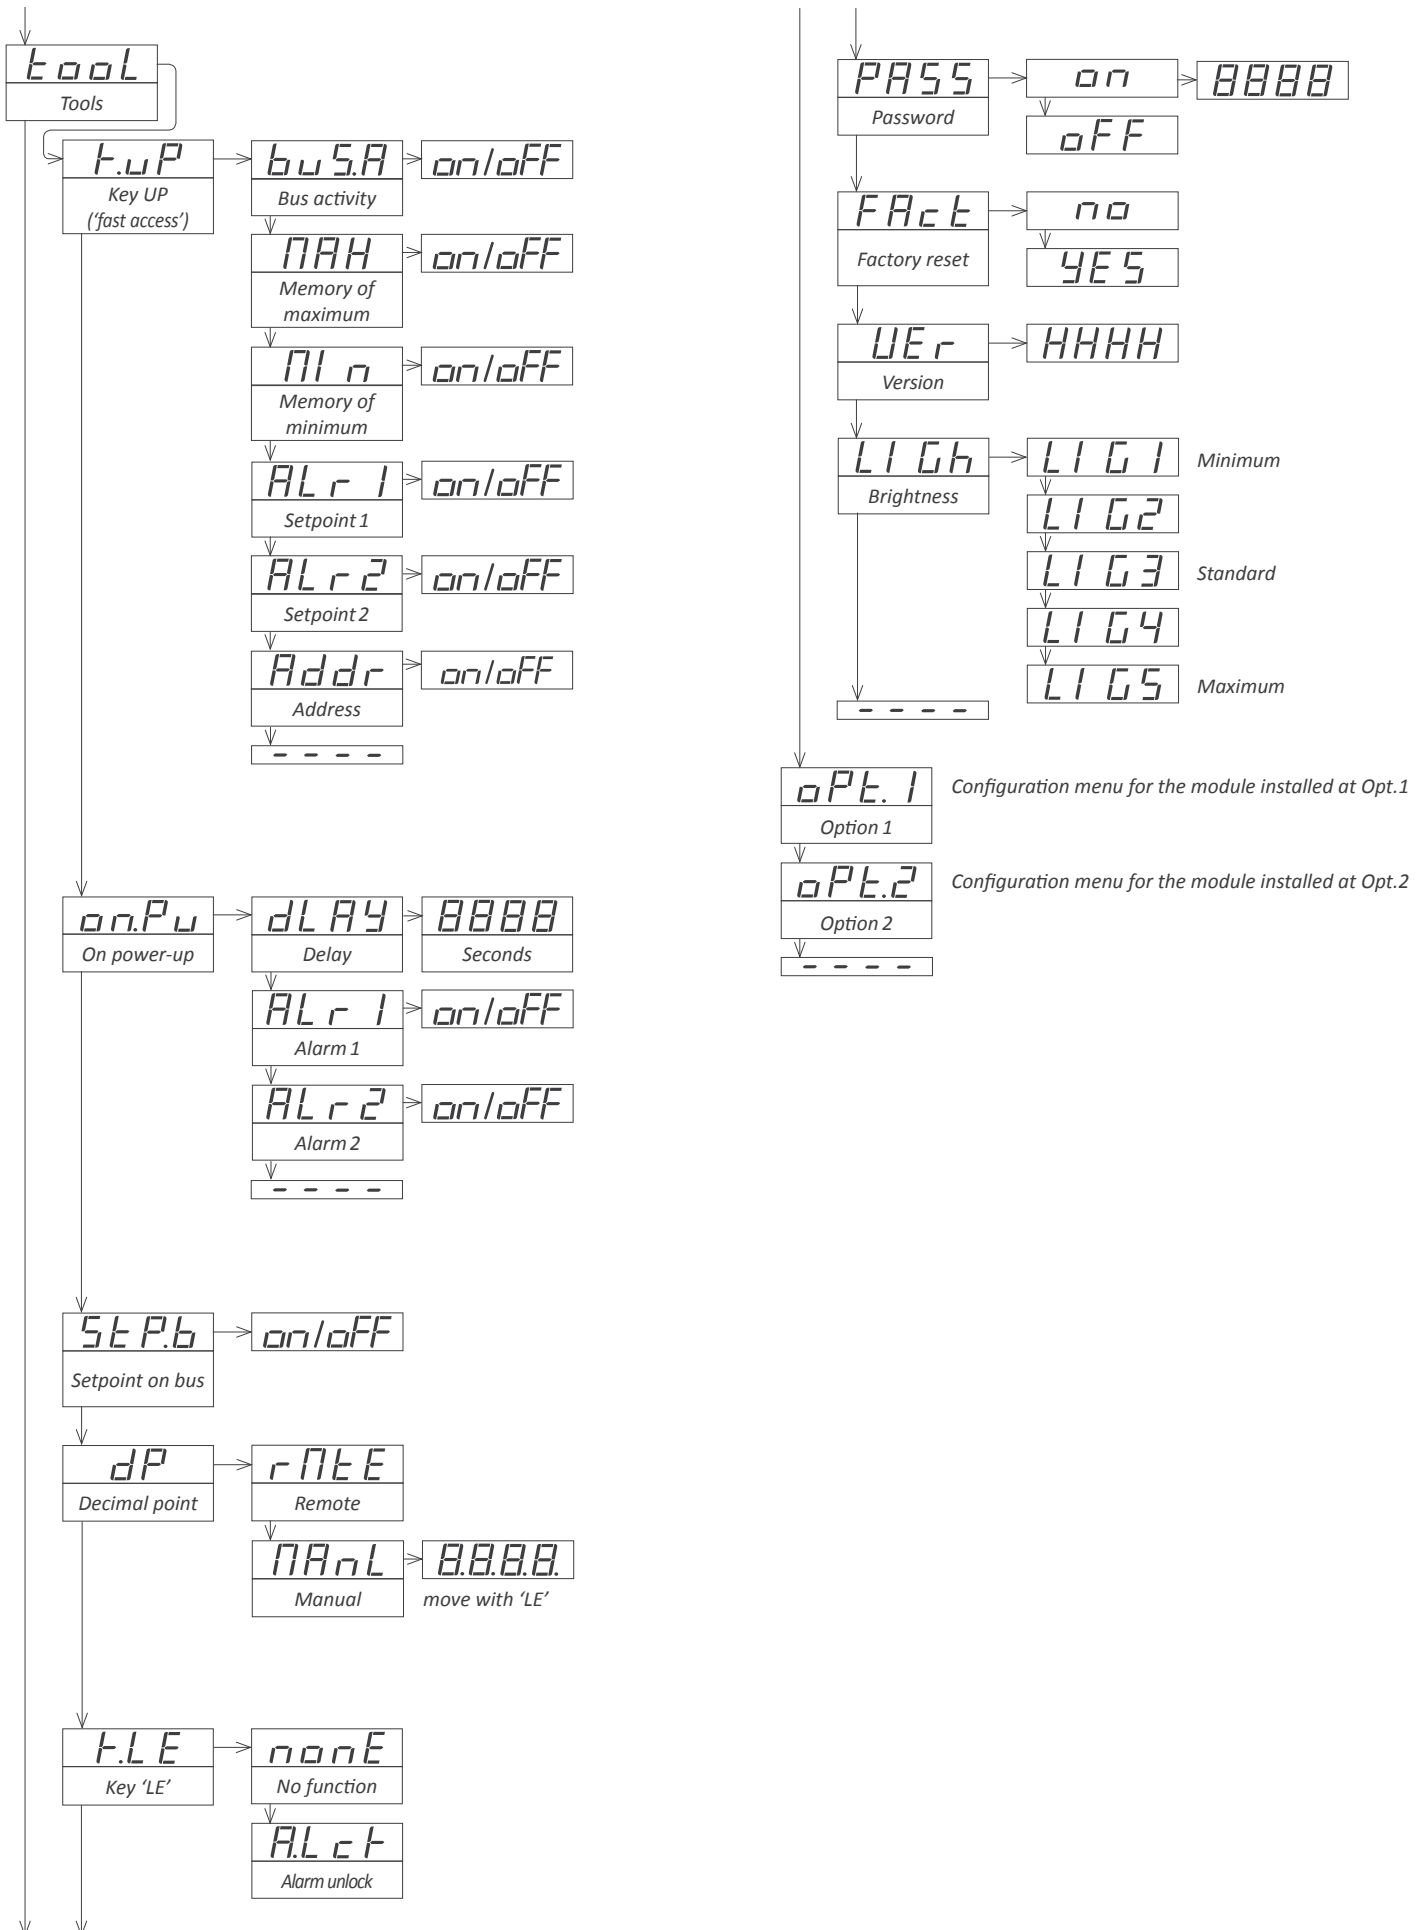 tool
Tools
k.uP
Key UP
(‘fast access’)
buS.A
Bus activity
on/oFF
MAX
Memory of
maximum
on/oFF
MIn
Memory of
minimum
on/oFF
ALr1
Setpoint 1
on/oFF
ALr2
Setpoint 2
on/oFF
Addr
Address
on/oFF
- - - -
on.Pu
On power-up
dLAY
Delay
8888
Seconds
ALr1
Alarm 1
on/oFF
ALr2
Alarm 2
on/oFF
- - - -
StP.b
Setpoint on bus
on/oFF
dP
Decimal point
rMtE
Remote
MAnL
Manual
8.8.8.8.
move with ‘LE’
k.LE
Key ‘LE’
nonE
No function
A.Lck
Alarm unlock
PASS
Password
on
8888
oFF
FAct
Factory reset
no
YES
VEr
Version
HHHH
LIGh
Brightness
LIG1
Minimum
LIG2
LIG3
Standard
LIG4
LIG5
Maximum
- - - -
oPt.1
Option 1
Configuration menu for the module installed at Opt.1
oPt.2
Option 2
Configuration menu for the module installed at Opt.2
- - - -